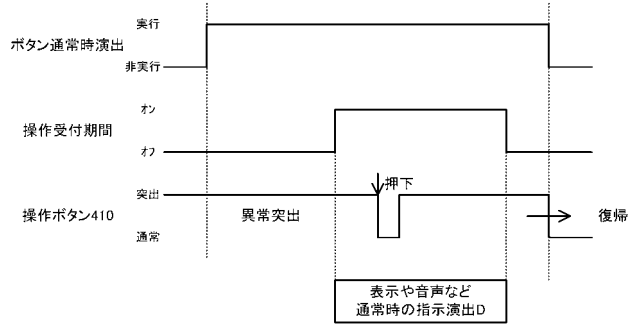 実行
ボタン通常時演出
非実行
オン
操作受付期間
オフ
突出
押下
操作ボタン410
異常突出
復帰
通常
表示や音声など
通常時の指示演出D